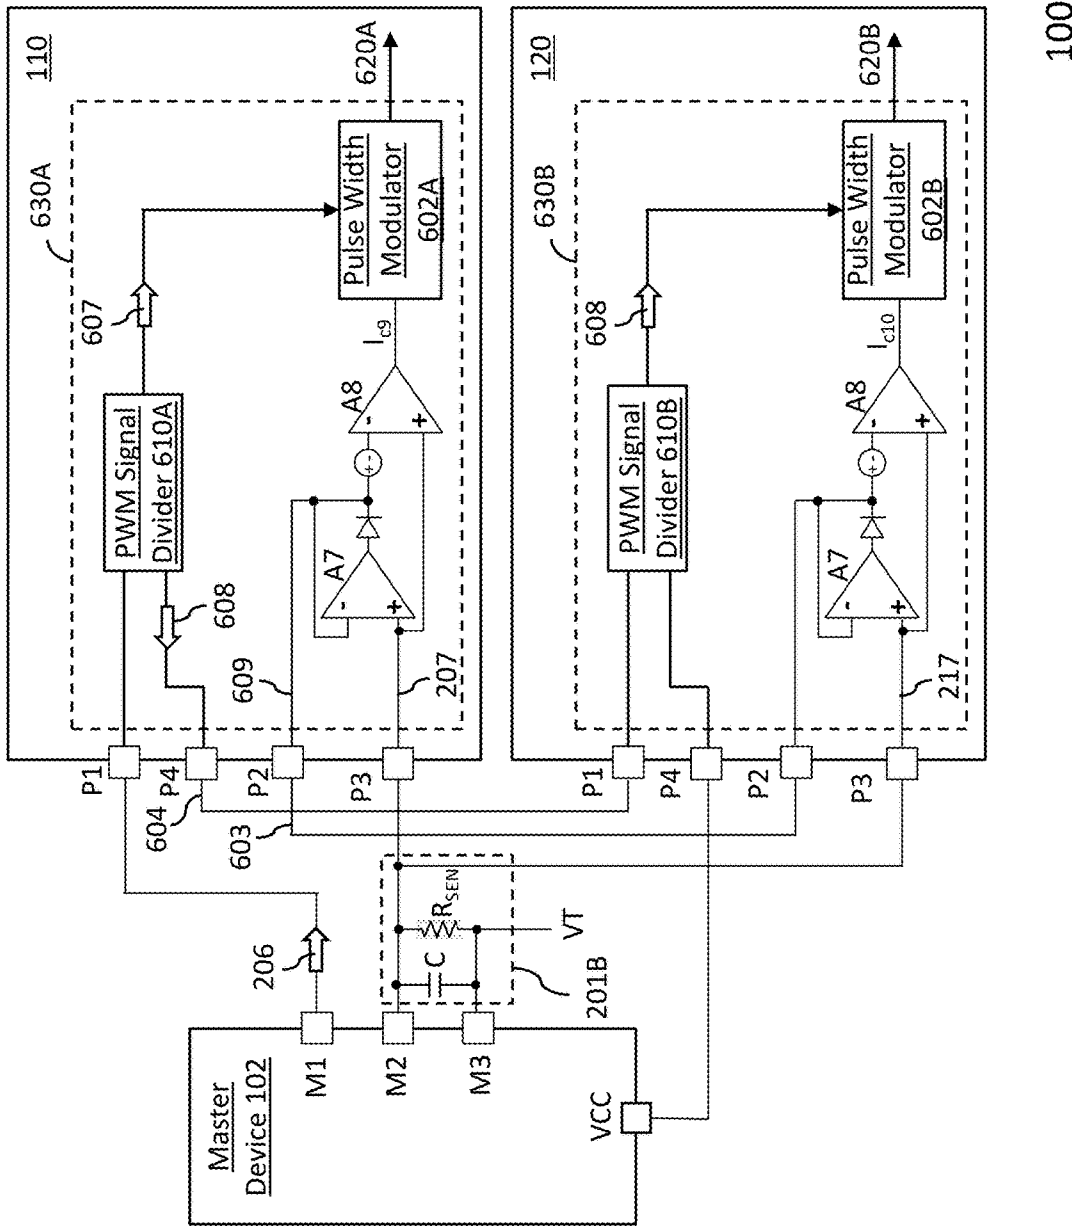 100
110
630A
607
PWM Signal
Divider 610A
608
609
207
A7
A8
Ic9
Pulse Width
Modulator
602A
620A
P1
P4
P2
P3
604
603
120
630B
608
PWM Signal
Divider 610B
217
A7
A8
Ic10
Pulse Width
Modulator
602B
620B
P1
P4
P2
P3
206
C
RSEN
VT
201B
Master
Device 102
M1
M2
M3
VCC
-
+
-
+
+-
-
+
-
+
+-